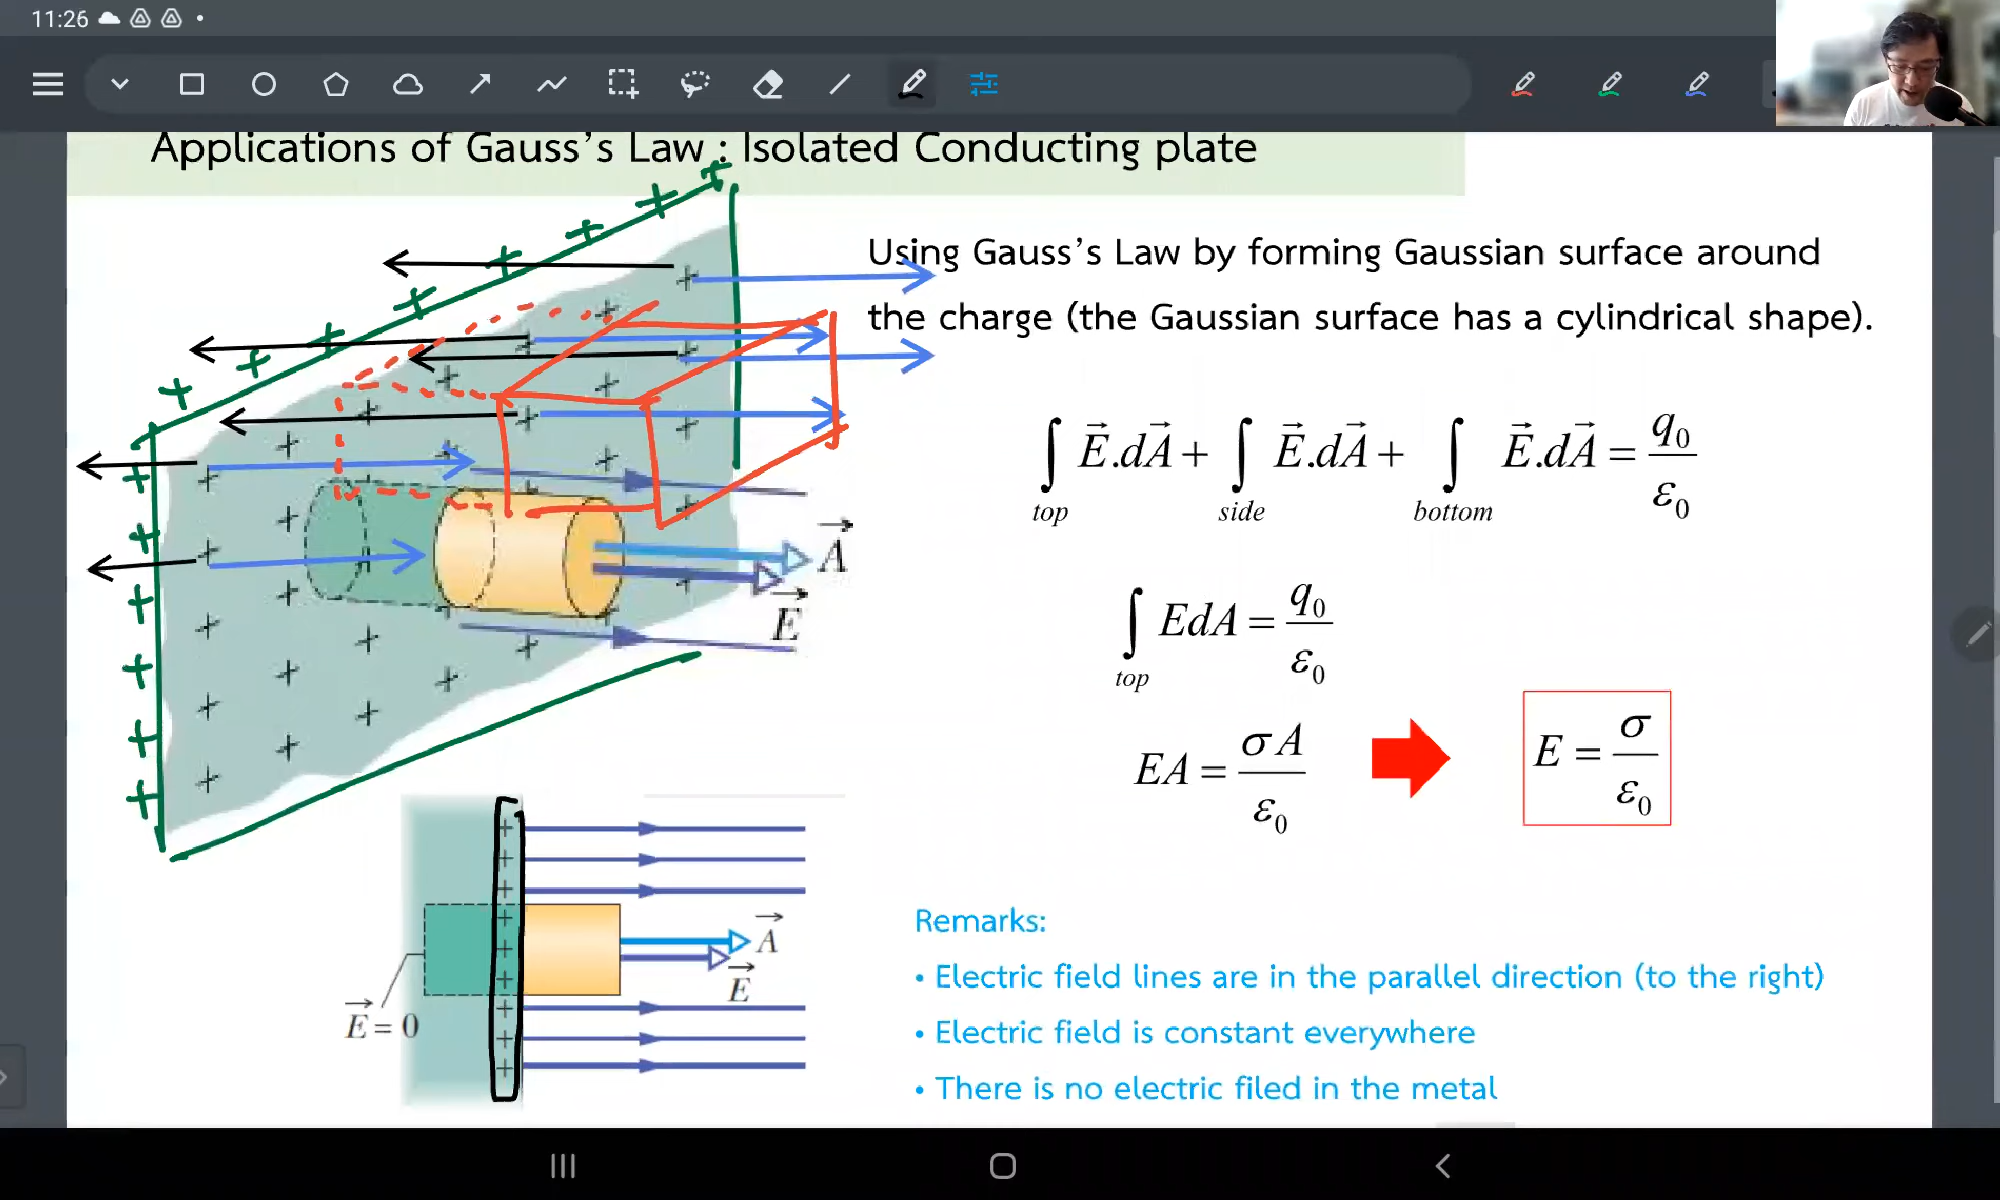 11:26
Applications of Gauss's Law : Isolated Conducting plate
Using Gauss's Law by forming Gaussian surface around
the charge (the Gaussian surface has a cylindrical shape).
∫ E⃗.dA⃗ + ∫ E⃗.dA⃗ + ∫ E⃗.dA⃗ = q₀/ε₀
top side bottom
∫ EdA = q₀/ε₀
top
EA = σA/ε₀
E = σ/ε₀
A⃗
E⃗
A⃗
E⃗
E⃗ = 0
Remarks:
• Electric field lines are in the parallel direction (to the right)
• Electric field is constant everywhere
• There is no electric filed in the metal